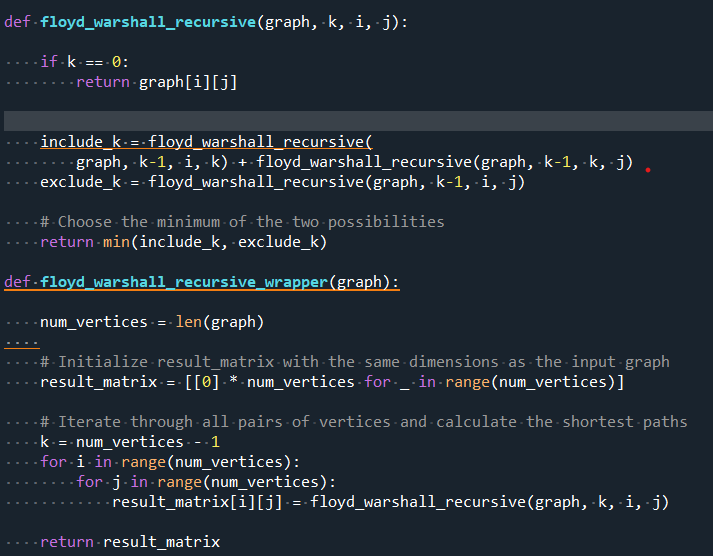 def floyd_warshall_recursive(graph, k, i, j):
    if k == 0:
        return graph[i][j]
    include_k = floyd_warshall_recursive(
        graph, k-1, i, k) + floyd_warshall_recursive(graph, k-1, k, j)
    exclude_k = floyd_warshall_recursive(graph, k-1, i, j)
    # Choose the minimum of the two possibilities
    return min(include_k, exclude_k)
def floyd_warshall_recursive_wrapper(graph):
    num_vertices = len(graph)
    # Initialize result_matrix with the same dimensions as the input graph
    result_matrix = [[0] * num_vertices for _ in range(num_vertices)]
    # Iterate through all pairs of vertices and calculate the shortest paths
    k = num_vertices - 1
    for i in range(num_vertices):
        for j in range(num_vertices):
            result_matrix[i][j] = floyd_warshall_recursive(graph, k, i, j)
    return result_matrix